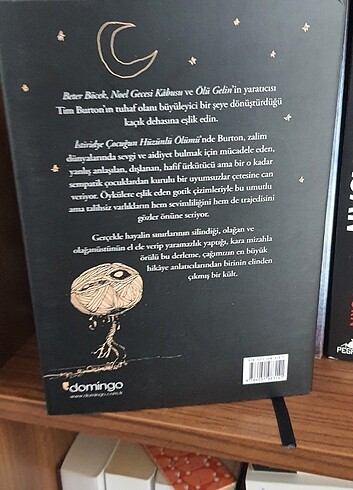 Beter Böcek, Noel Gecesi Kâbusu ve Ölü Gelin'in yaratıcısı
Tim Burton'ın tuhaf olanı büyüleyici bir şeye dönüştürdüğü
kaçık dehasına eşlik edin.
İstiridye Çocuğun Hüzünlü Ölümü'nde Burton, zalim
dünyalarında sevgi ve aidiyet bulmak için mücadele eden,
yanlış anlaşılan, dışlanan, hafif ürkütücü ama bir o kadar
sempatik çocuklardan kurulu bir uyumsuzlar çetesine can
veriyor. Öykülere eşlik eden gotik çizimleriyle bu umutlu
ama talihsiz varlıkların hem sevimliliğini hem de trajedisini
gözler önüne seriyor.
Gerçekle hayalin sınırlarının silindiği, olağan ve
olağanüstünün el ele verip yaramazlık yaptığı, kara mizahla
örülü bu derleme, çağımızın en büyük
hikâye anlatıcılarından birinin elinden
çıkmış bir kült.
domingo
www.domingo.com.tr